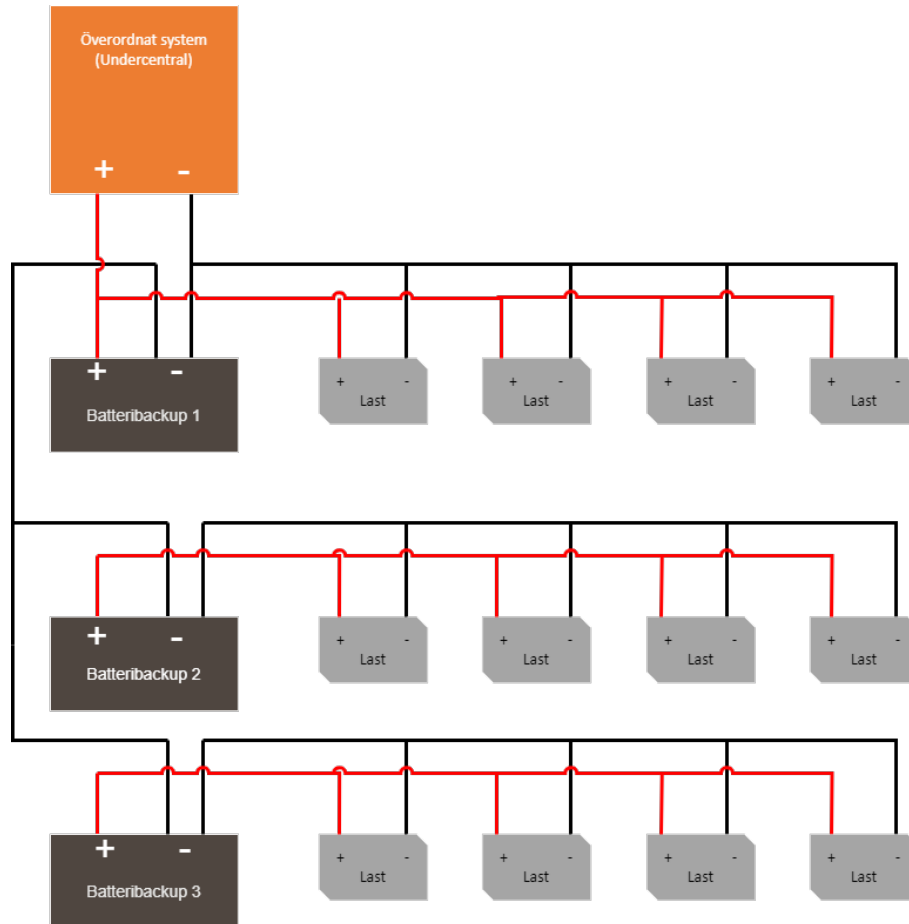 Överordnat system
(Undercentral)
+ -
+ -
Batteribackup 1
+ -
Last
+ -
Last
+ -
Last
+ -
Last
+ -
Batteribackup 2
+ -
Last
+ -
Last
+ -
Last
+ -
Last
+ -
Batteribackup 3
+ -
Last
+ -
Last
+ -
Last
+ -
Last